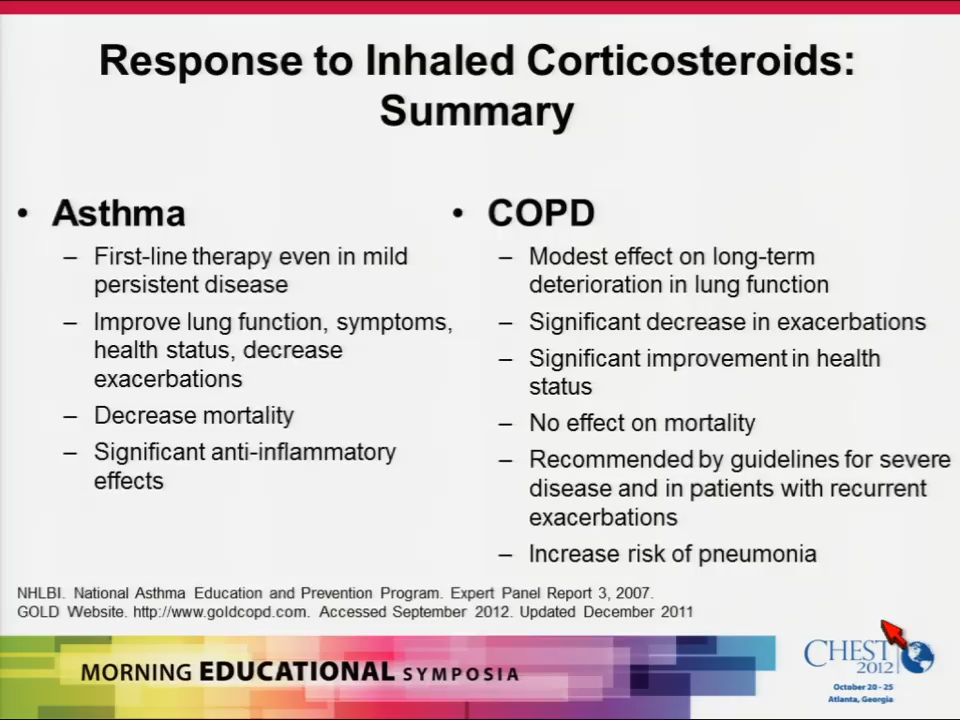 Response to Inhaled Corticosteroids:
Summary
• Asthma
– First-line therapy even in mild
persistent disease
– Improve lung function, symptoms,
health status, decrease
exacerbations
– Decrease mortality
– Significant anti-inflammatory
effects
• COPD
– Modest effect on long-term
deterioration in lung function
– Significant decrease in exacerbations
– Significant improvement in health
status
– No effect on mortality
– Recommended by guidelines for severe
disease and in patients with recurrent
exacerbations
– Increase risk of pneumonia
NHLBI. National Asthma Education and Prevention Program. Expert Panel Report 3, 2007.
GOLD Website. http://www.goldcopd.com. Accessed September 2012. Updated December 2011
MORNING EDUCATIONAL SYMPOSIA
CHEST
2012
October 20 - 25
Atlanta, Georgia